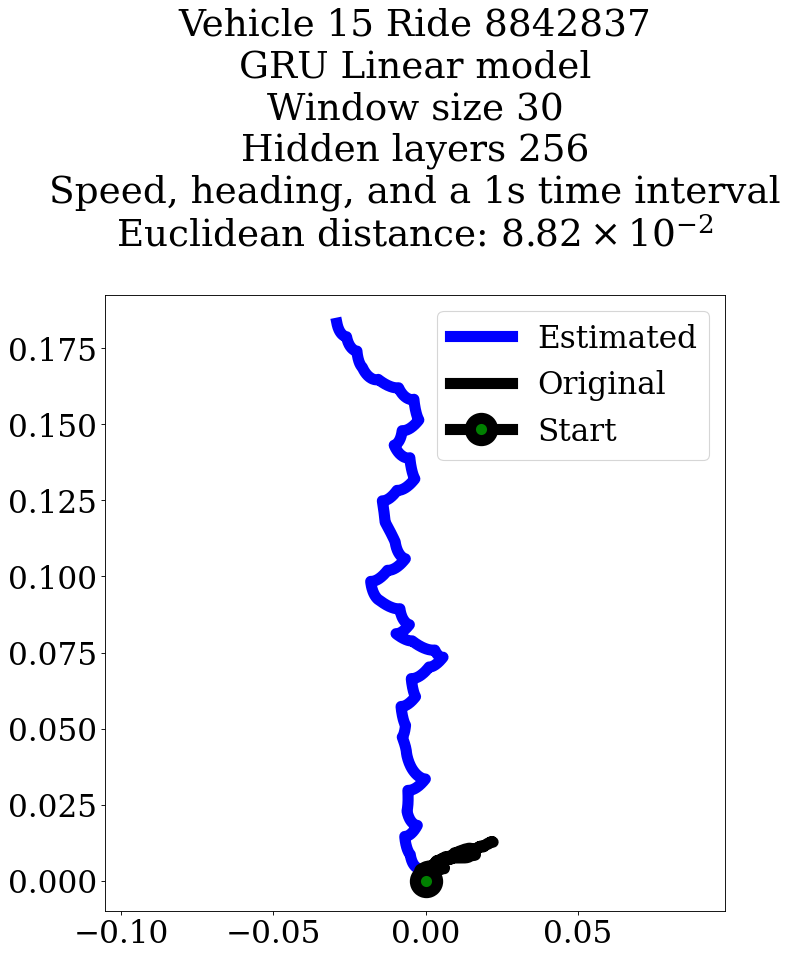 Vehicle 15 Ride 8842837
GRU Linear model
Window size 30
Hidden layers 256
Speed, heading, and a 1s time interval
Euclidean distance: 8.82 × 10⁻²
Estimated
Original
Start
0.175
0.150
0.125
0.100
0.075
0.050
0.025
0.000
−0.10 −0.05 0.00 0.05